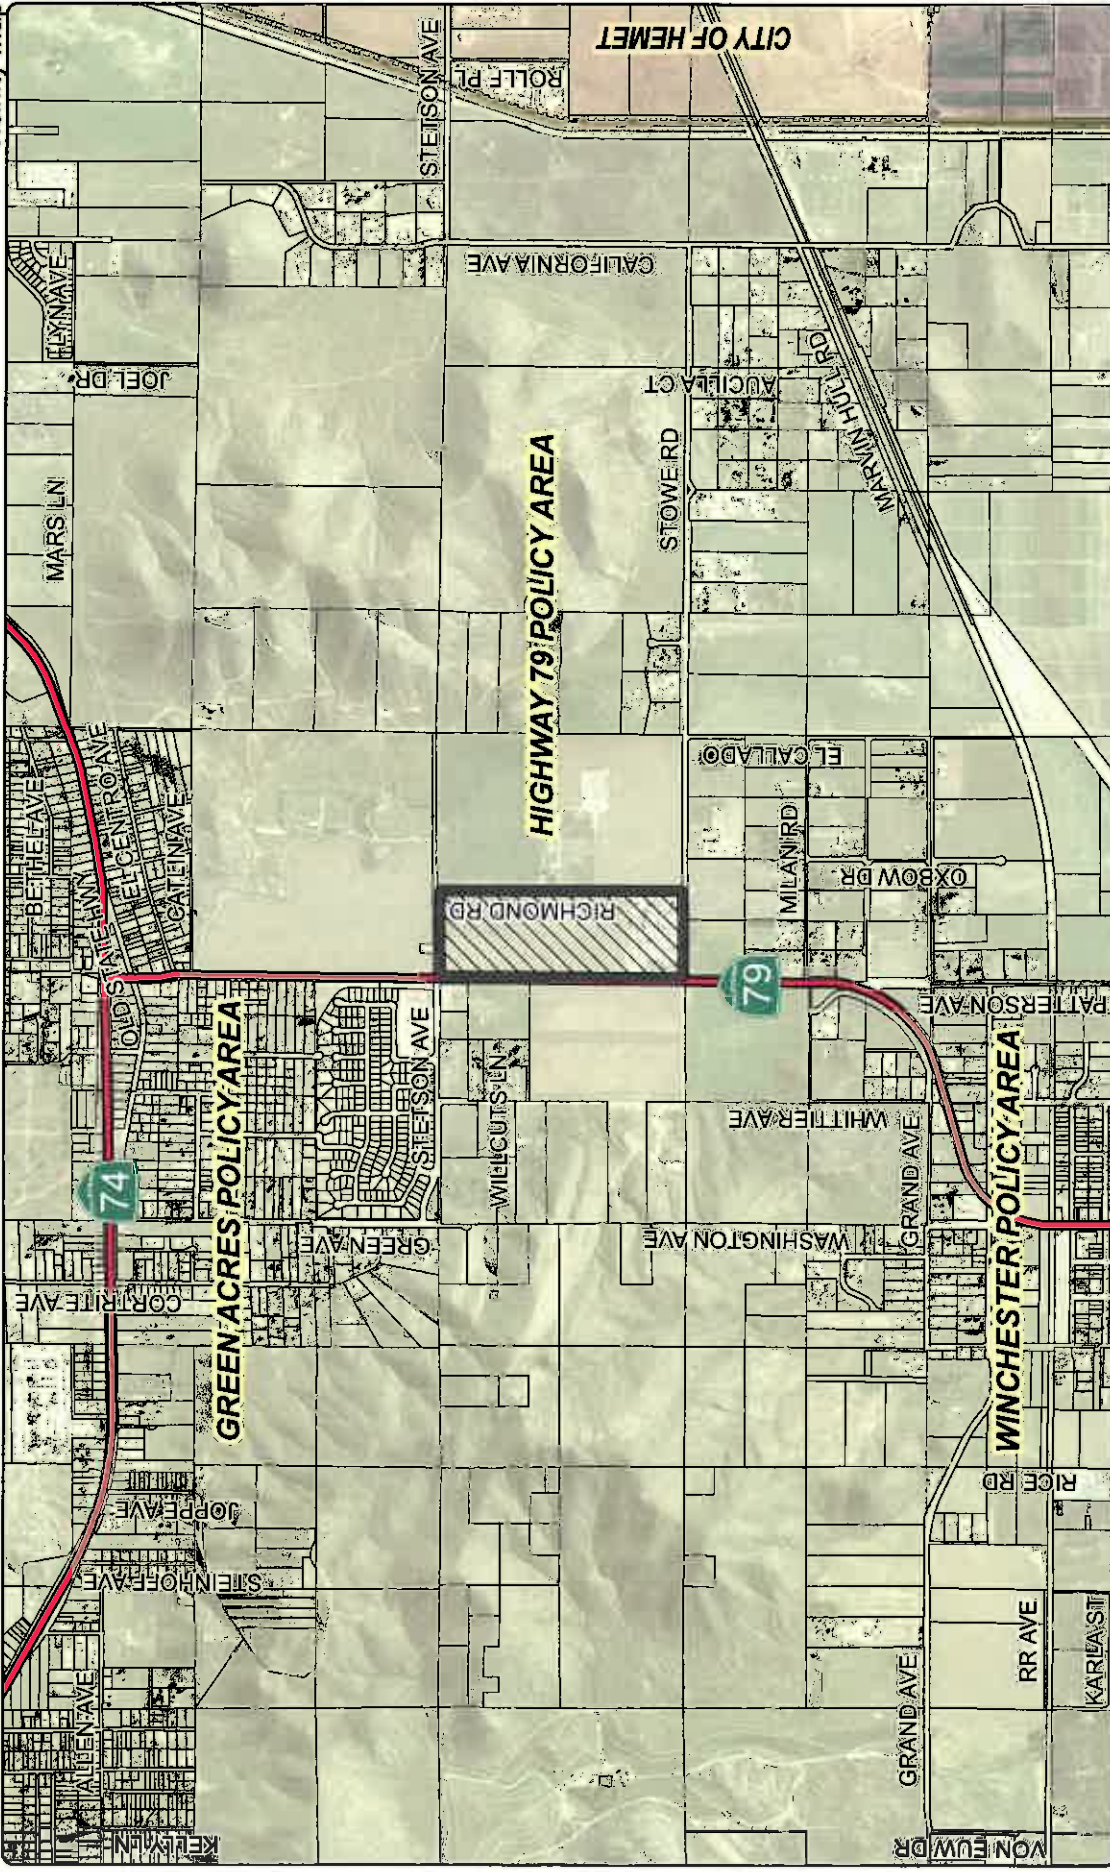 CITY OF HEMET
ROLLF PL
STETSON AVE
CALIFORNIA AVE
JOEL DR
MARS LN
AUCILLA CT
MARVIN HULL RD
STOWE RD
HIGHWAY 79 POLICY AREA
EL CALLADO
MILAN RD
OXBOW DR
BETHEL AVE
OLD STATE HWY
EL CENTRO AVE
CATLIN AVE
RICHMOND RD
79
PATTERSON AVE
GREEN ACRES POLICY AREA
STETSON AVE
WILLCUTS LN
WHITTIER AVE
GRAND AVE
WINCHESTER POLICY AREA
74
GREEN AVE
WASHINGTON AVE
CORTRITE AVE
JOPPE AVE
STEINHOFF AVE
RICE RD
ALLEN AVE
KELLY LN
GRAND AVE
RR AVE
KARLA ST
VON EUW DR